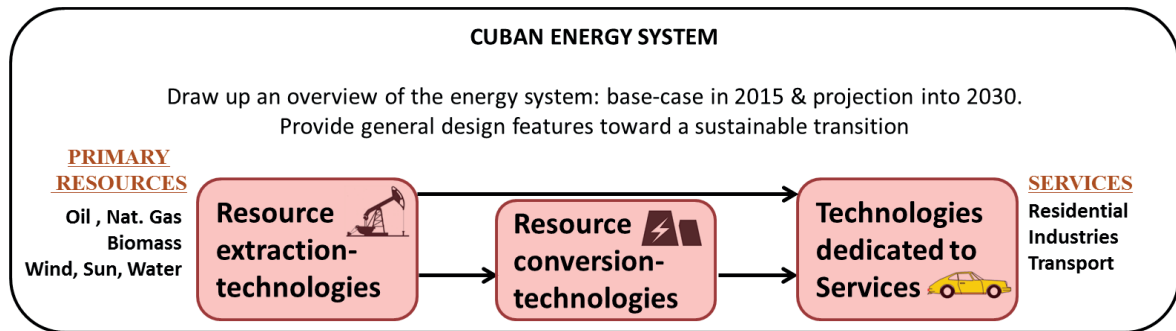 CUBAN ENERGY SYSTEM
Draw up an overview of the energy system: base-case in 2015 & projection into 2030.
Provide general design features toward a sustainable transition
PRIMARY
RESOURCES
Oil , Nat. Gas
Biomass
Wind, Sun, Water
Resource
extraction-
technologies
Resource
conversion-
technologies
Technologies
dedicated to
Services
SERVICES
Residential
Industries
Transport